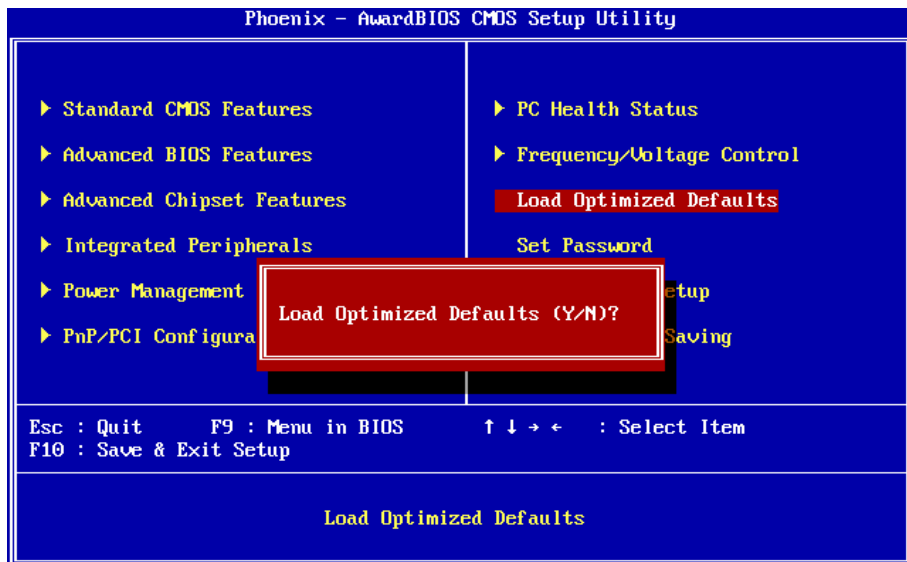 Phoenix - AwardBIOS CMOS Setup Utility
Standard CMOS Features
Advanced BIOS Features
Advanced Chipset Features
Integrated Peripherals
Power Management
PnP/PCI Configura
PC Health Status
Frequency/Voltage Control
Load Optimized Defaults
Set Password
etup
Saving
Load Optimized Defaults (Y/N)?
Esc : Quit F9 : Menu in BIOS ↑ ↓ → ← : Select Item
F10 : Save & Exit Setup
Load Optimized Defaults